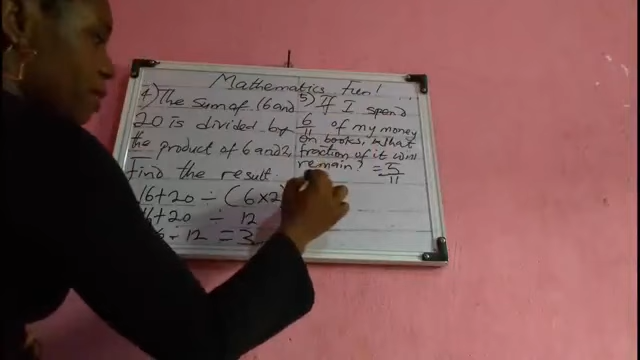 Mathematics Fun!
4) The Sum of 16 and
20 is divided by
the product of 6 and 2,
find the result.
16+20 ÷ (6×2
+20 ÷ 12
÷ 12 = 3
5) If I spend
6/11 of my money
on books, what
fraction of it will
remain? = 5/11